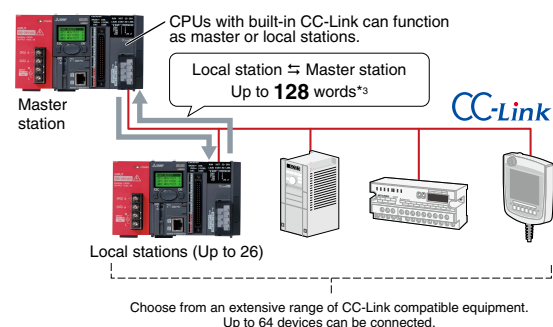 CPUs with built-in CC-Link can function
as master or local stations.
Local station ⇆ Master station
Up to 128 words*3
CC-Link
Master
station
Local stations (Up to 26)
Choose from an extensive range of CC-Link compatible equipment.
Up to 64 devices can be connected.